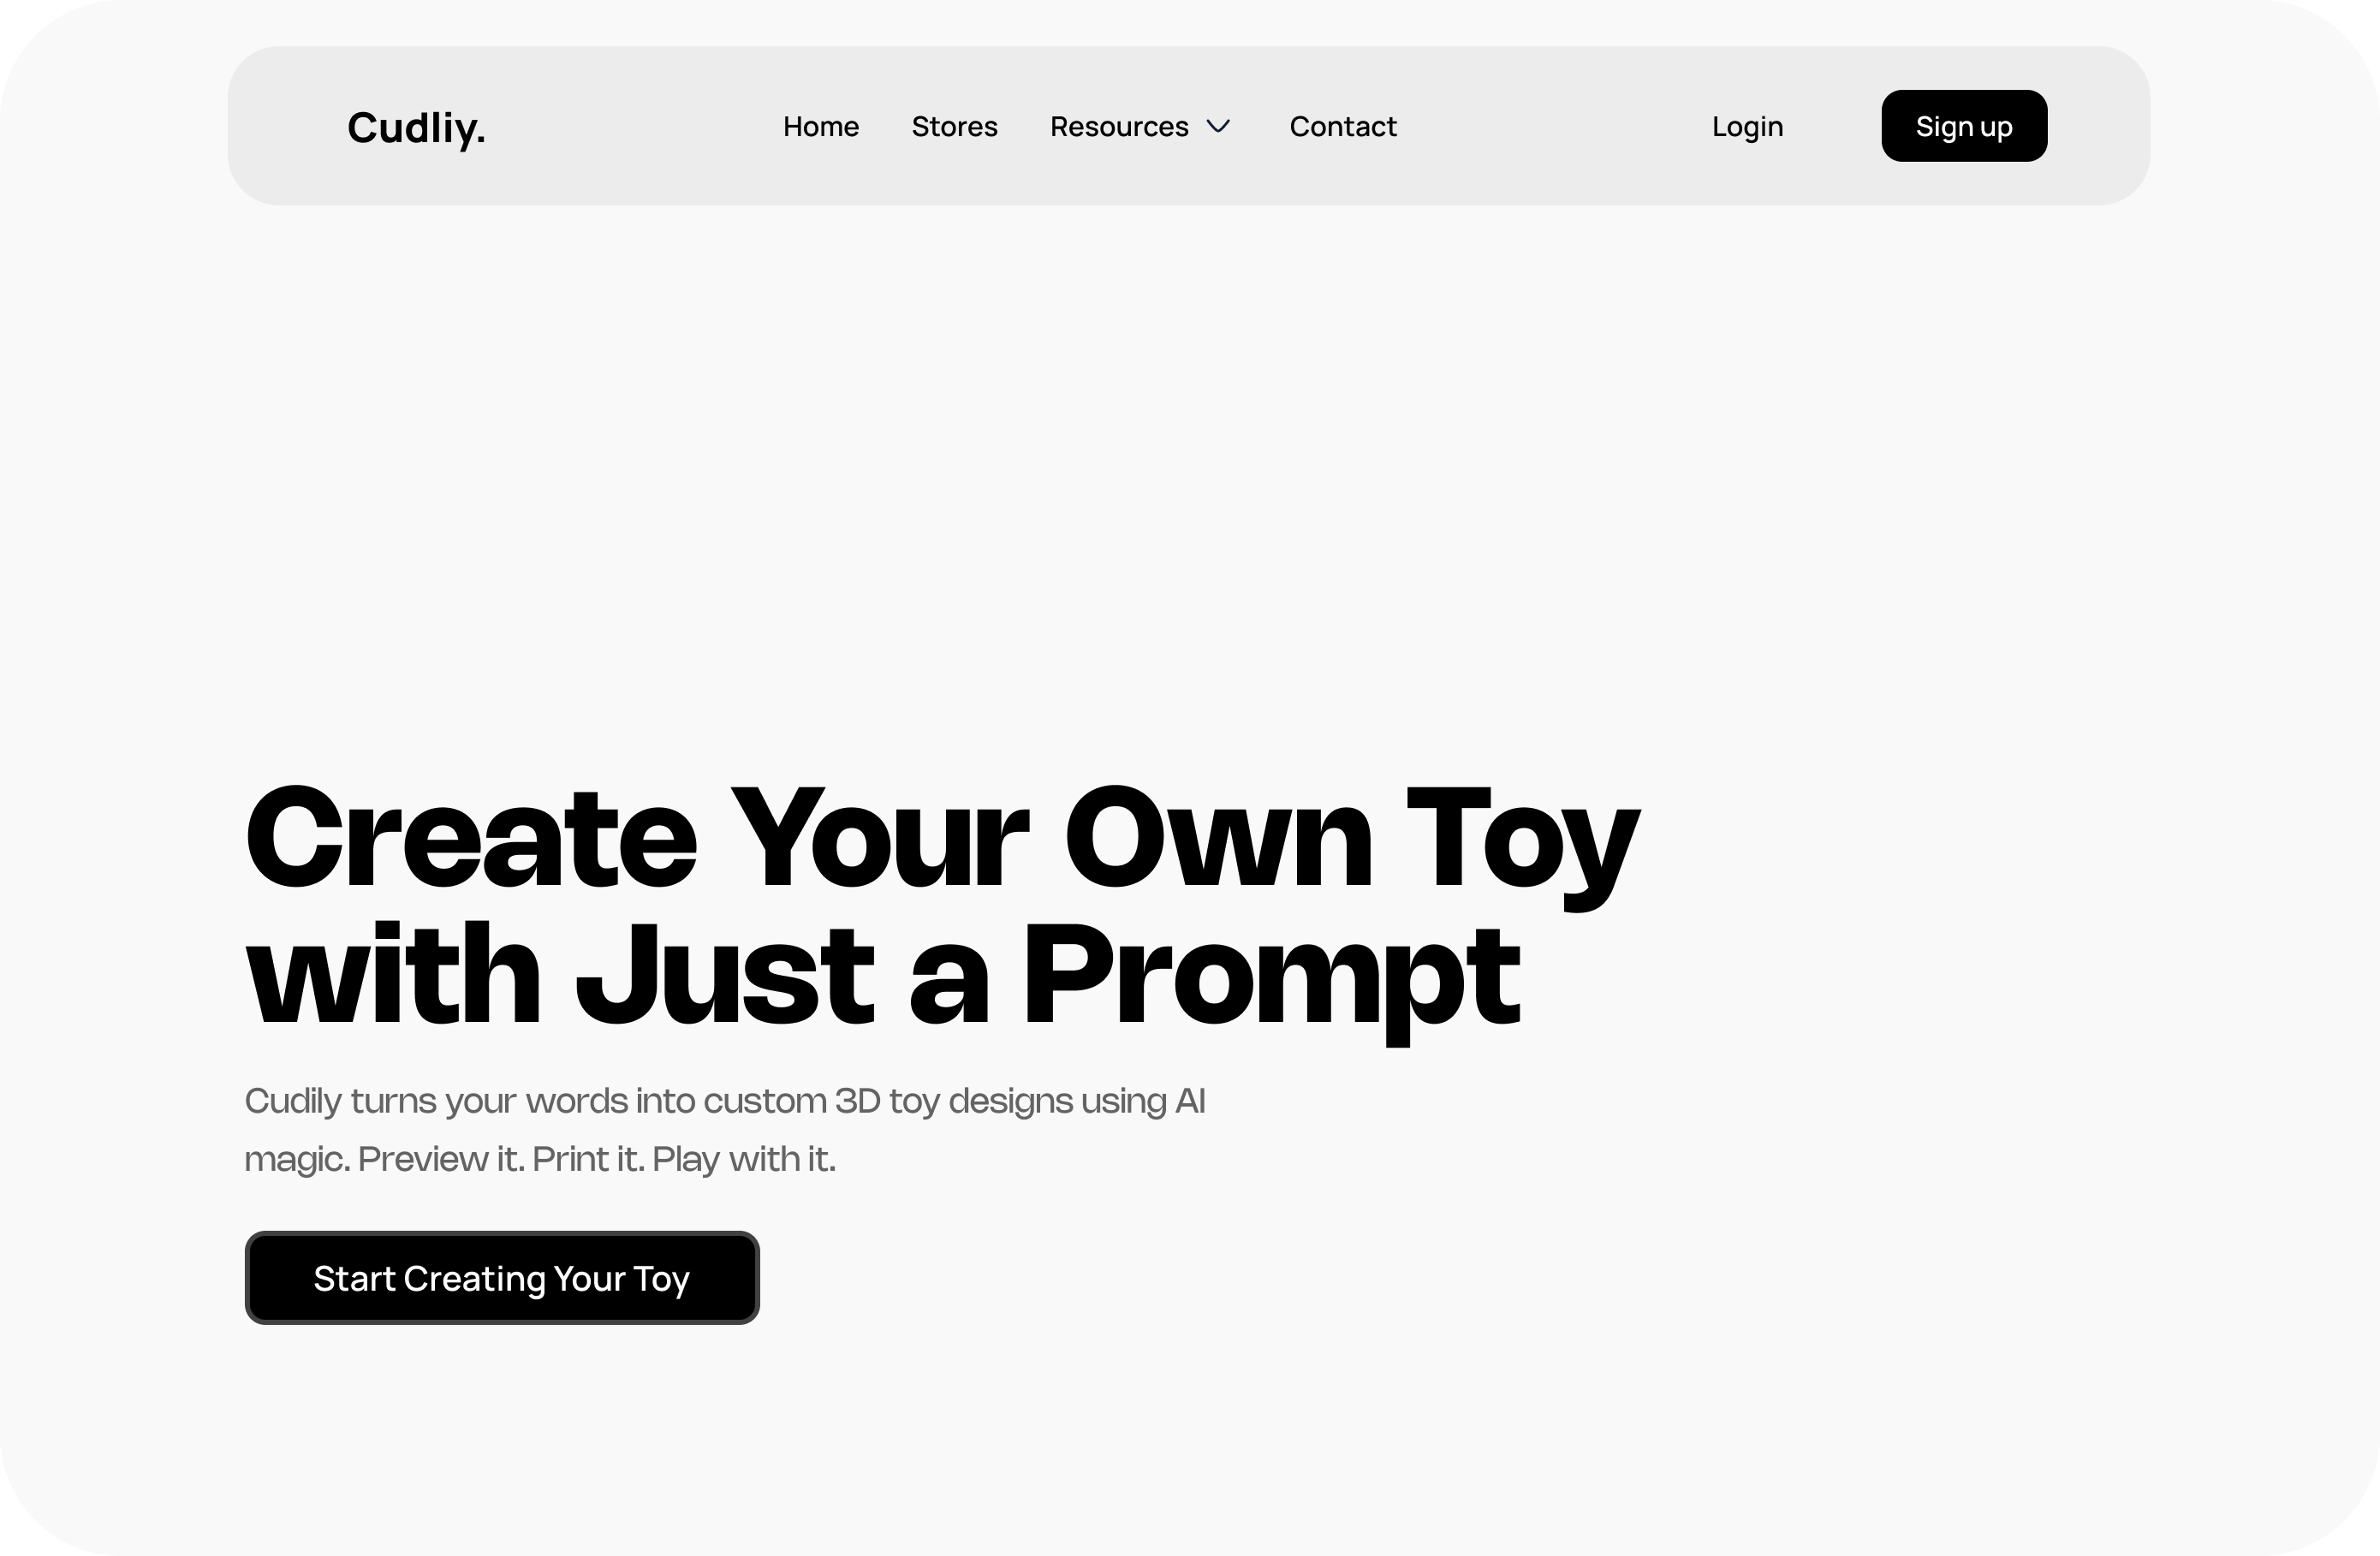 Cudliy.
Home Stores Resources Contact Login Sign up
Create Your Own Toy
with Just a Prompt
Cudily turns your words into custom 3D toy designs using AI
magic. Preview it. Print it. Play with it.
Start Creating Your Toy